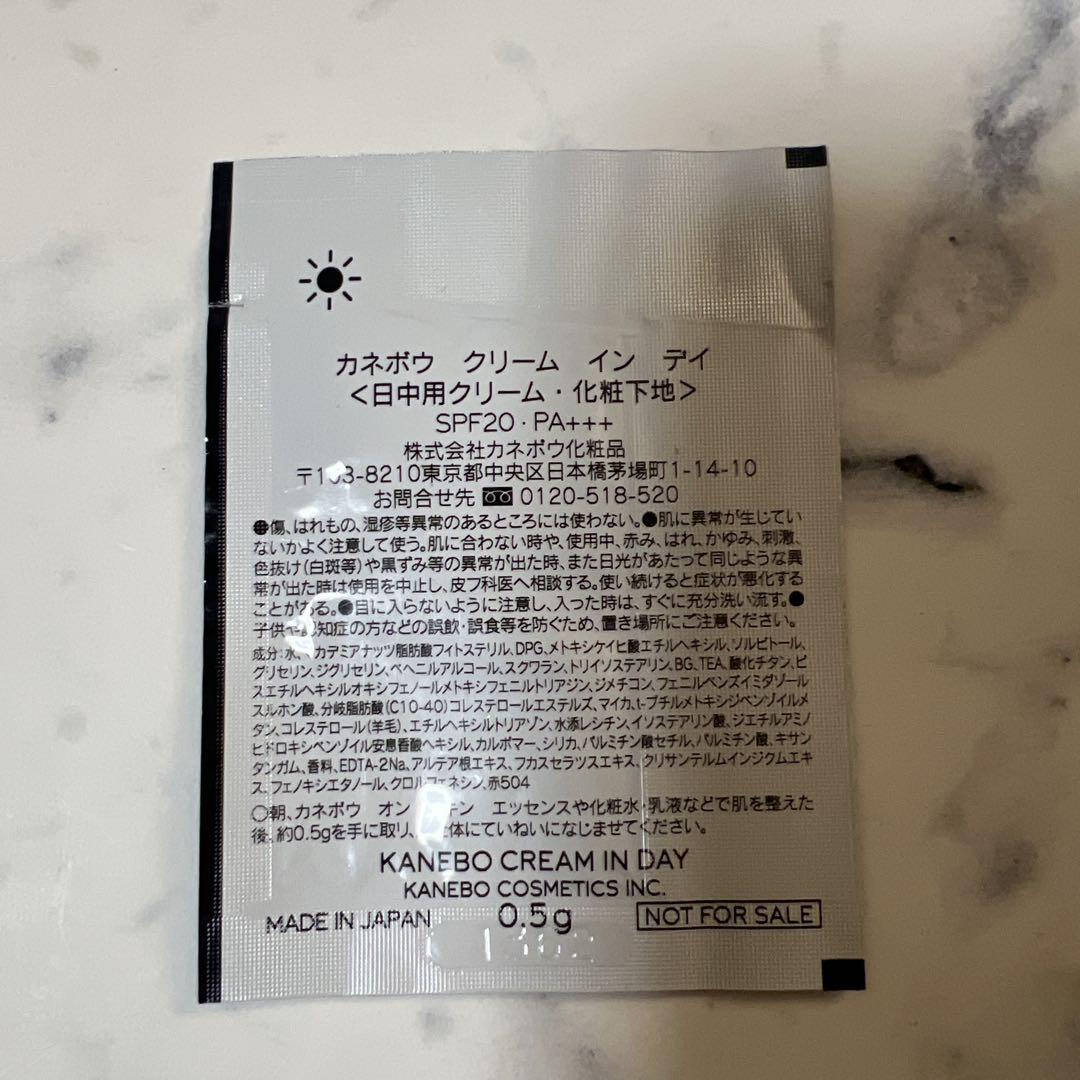 カネボウ クリーム イン デイ
<日中用クリーム・化粧下地>
SPF20・PA+++
株式会社カネボウ化粧品
〒103-8210東京都中央区日本橋茅場町1-14-10
お問合せ先 0120-518-520
●傷、はれもの、湿疹等異常のあるところには使わない。●肌に異常が生じてい
ないかよく注意して使う。肌に合わない時や、使用中、赤み、はれ、かゆみ、刺激、
色抜け(白斑等)や黒ずみ等の異常が出た時、また日光があたって同じような異
常が出た時は使用を中止し、皮フ科医へ相談する。使い続けると症状が悪化する
ことがある。●目に入らないように注意し、入った時は、すぐに充分洗い流す。●
子供や認知症の方などの誤飲・誤食等を防ぐため、置き場所にご注意ください。
成分:水、マカデミアナッツ脂肪酸フィトステリル、DPG、メトキシケイヒ酸エチルヘキシル、ソルビトール、
グリセリン、ジグリセリン、ベヘニルアルコール、スクワラン、トリイソステアリン、BG、TEA、酸化チタン、ビ
スエチルヘキシルオキシフェノールメトキシフェニルトリアジン、ジメチコン、フェニルベンズイミダゾール
スルホン酸、分岐脂肪酸(C10-40)コレステロールエステルズ、マイカ、t-ブチルメトキシジベンゾイルメ
タン、コレステロール(羊毛)、エチルヘキシルトリアゾン、水添レシチン、イソステアリン酸、ジエチルアミノ
ヒドロキシベンゾイル安息香酸ヘキシル、カルボマー、シリカ、パルミチン酸セチル、パルミチン酸、キサン
タンガム、香料、EDTA-2Na、アルテア根エキス、フカスセラツスエキス、クリサンテルムインジクムエキ
ス、フェノキシエタノール、クロルフェネシン、赤504
○朝、カネボウ オン スキン エッセンスや化粧水・乳液などで肌を整えた
後、約0.5gを手に取り、体にていねいになじませてください。
KANEBO CREAM IN DAY
KANEBO COSMETICS INC.
MADE IN JAPAN 0.5g NOT FOR SALE